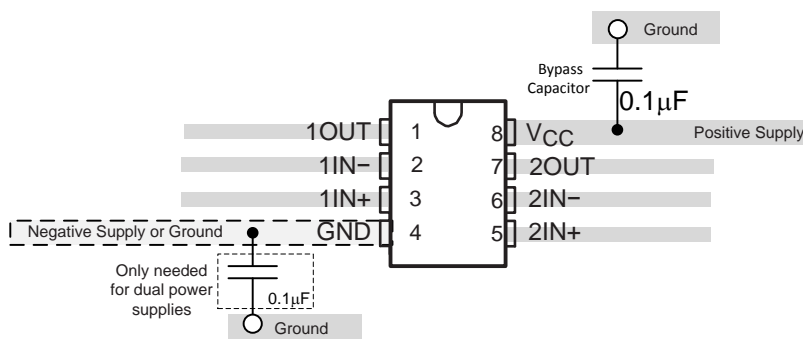 Ground
Bypass
Capacitor
0.1µF
1OUT 1 8 VCC Positive Supply
1IN− 2 7 2OUT
1IN+ 3 6 2IN−
Negative Supply or Ground GND 4 5 2IN+
Only needed
for dual power
supplies
0.1µF
Ground